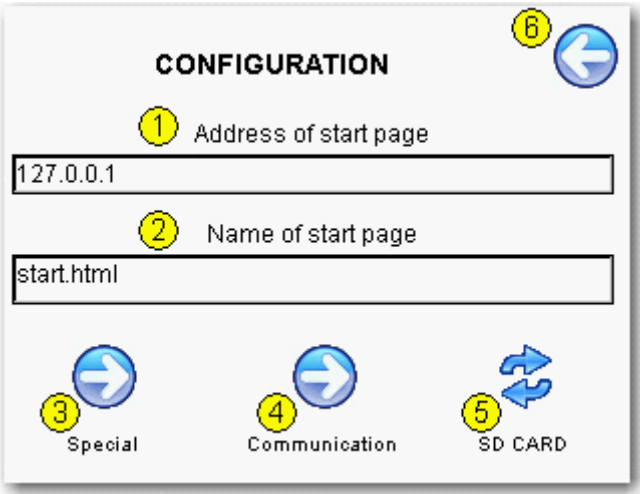 6
CONFIGURATION
1 Address of start page
127.0.0.1
2 Name of start page
start.html
3 4 5
Special Communication SD CARD